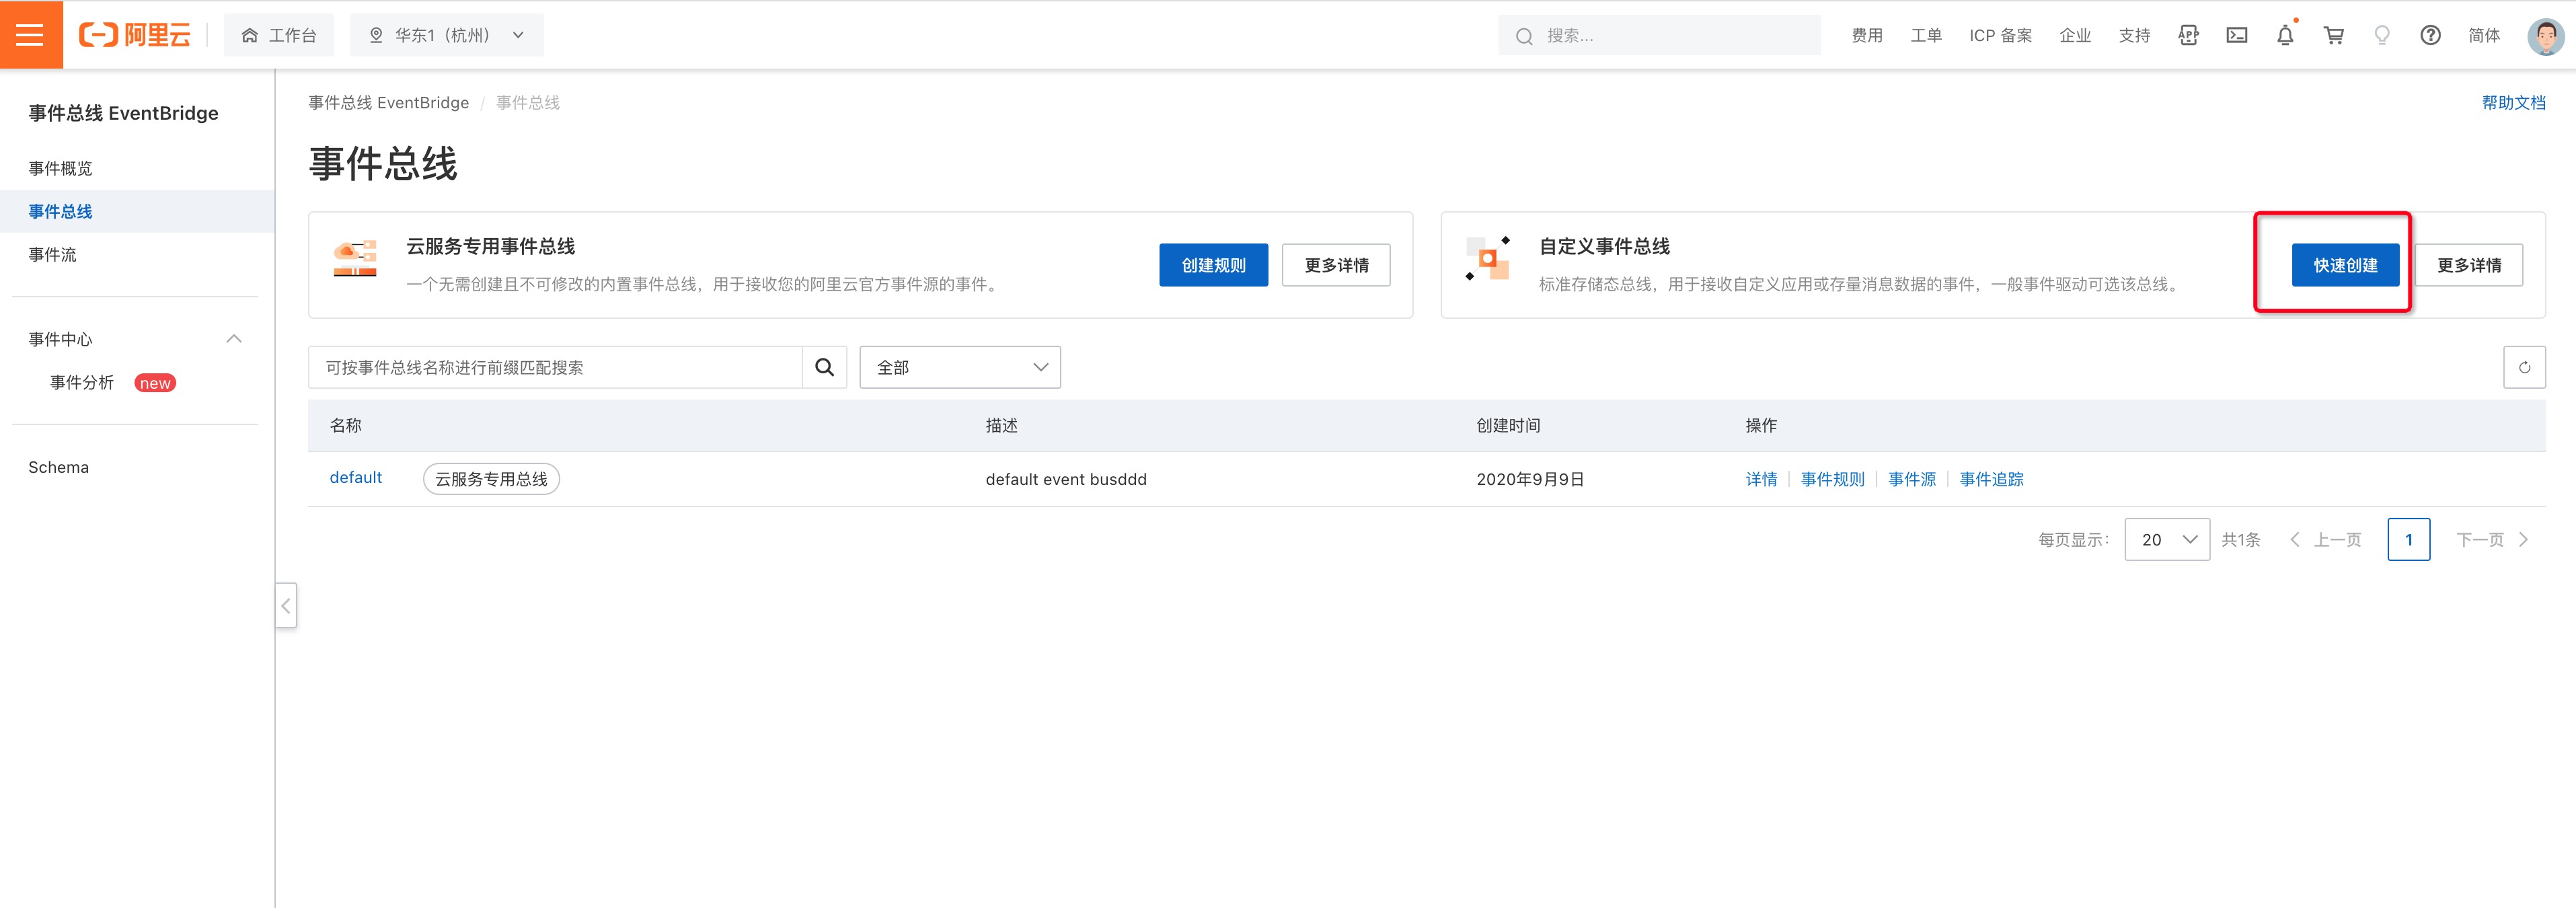 阿里云
工作台
华东1（杭州）
搜索...
费用 工单 ICP 备案 企业 支持 APP 简体
事件总线 EventBridge
事件概览
事件总线
事件流
事件中心
事件分析 new
Schema
事件总线 EventBridge / 事件总线
帮助文档
事件总线
云服务专用事件总线
一个无需创建且不可修改的内置事件总线，用于接收您的阿里云官方事件源的事件。
创建规则 更多详情
自定义事件总线
标准存储态总线，用于接收自定义应用或存量消息数据的事件，一般事件驱动可选该总线。
快速创建 更多详情
可按事件总线名称进行前缀匹配搜索
全部
名称 描述 创建时间 操作
default 云服务专用总线 default event busddd 2020年9月9日 详情 事件规则 事件源 事件追踪
每页显示： 20 共1条 上一页 1 下一页